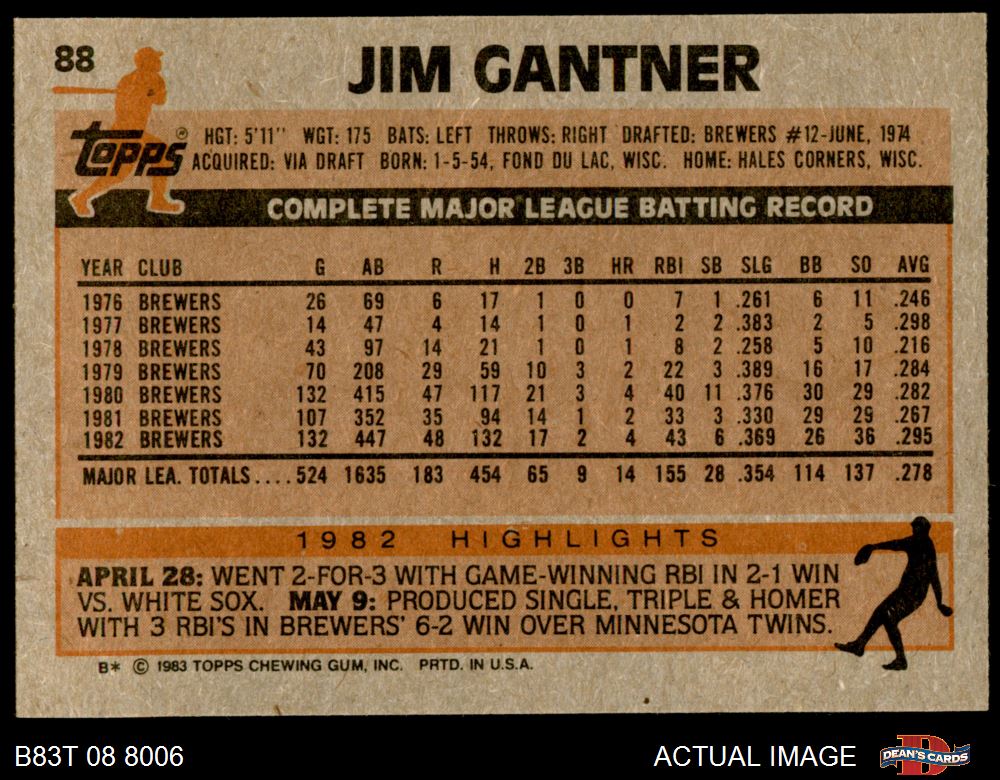 88
JIM GANTNER
Topps ®
HGT: 5'11" WGT: 175 BATS: LEFT THROWS: RIGHT DRAFTED: BREWERS #12-JUNE, 1974
ACQUIRED: VIA DRAFT BORN: 1-5-54, FOND DU LAC, WISC. HOME: HALES CORNERS, WISC.
COMPLETE MAJOR LEAGUE BATTING RECORD
YEAR CLUB G AB R H 2B 3B HR RBI SB SLG BB SO AVG
1976 BREWERS 26 69 6 17 1 0 0 7 1 .261 6 11 .246
1977 BREWERS 14 47 4 14 1 0 1 2 2 .383 2 5 .298
1978 BREWERS 43 97 14 21 1 0 1 8 2 .258 5 10 .216
1979 BREWERS 70 208 29 59 10 3 2 22 3 .389 16 17 .284
1980 BREWERS 132 415 47 117 21 3 4 40 11 .376 30 29 .282
1981 BREWERS 107 352 35 94 14 1 2 33 3 .330 29 29 .267
1982 BREWERS 132 447 48 132 17 2 4 43 6 .369 26 36 .295
MAJOR LEA. TOTALS....524 1635 183 454 65 9 14 155 28 .354 114 137 .278
1982 HIGHLIGHTS
APRIL 28: WENT 2-FOR-3 WITH GAME-WINNING RBI IN 2-1 WIN
VS. WHITE SOX. MAY 9: PRODUCED SINGLE, TRIPLE & HOMER
WITH 3 RBI'S IN BREWERS' 6-2 WIN OVER MINNESOTA TWINS.
B* © 1983 TOPPS CHEWING GUM, INC. PRTD. IN U.S.A.
B83T 08 8006
ACTUAL IMAGE
D
DEAN'S CARDS